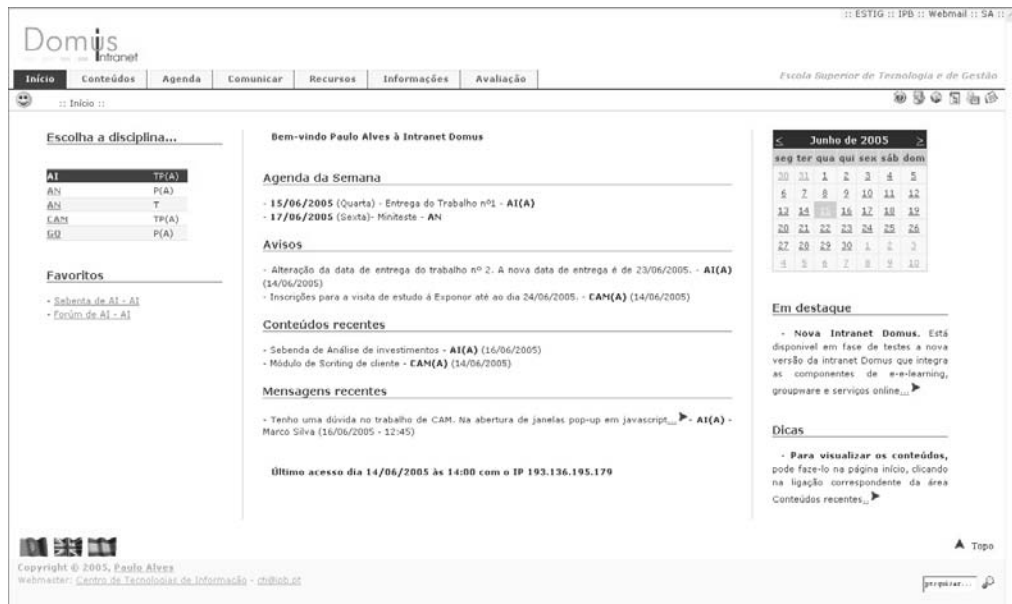 :: ESTIG :: IPB :: Webmail :: SA ::
Domus
Intranet
Início Conteúdos Agenda Comunicar Recursos Informações Avaliação
Escola Superior de Tecnologia e de Gestão
:: Início ::
Escolha a disciplina...
AI TP(A)
AN P(A)
AN T
CAM TP(A)
GO P(A)
Favoritos
- Sebenta de AI - AI
- Forúm de AI - AI
Bem-vindo Paulo Alves à Intranet Domus
Agenda da Semana
- 15/06/2005 (Quarta) - Entrega do Trabalho nº1 - AI(A)
- 17/06/2005 (Sexta)- Miniteste - AN
Avisos
- Alteração da data de entrega do trabalho nº 2. A nova data de entrega é de 23/06/2005. - AI(A)
(14/06/2005)
- Inscrições para a visita de estudo á Exponor até ao dia 24/06/2005. - CAM(A) (14/06/2005)
Conteúdos recentes
- Sebenda de Análise de investimentos - AI(A) (16/06/2005)
- Módulo de Scriting de cliente - CAM(A) (14/06/2005)
Mensagens recentes
- Tenho uma dúvida no trabalho de CAM. Na abertura de janelas pop-up em javascript... - AI(A) -
Marco Silva (16/06/2005 - 12:45)
Último acesso dia 14/06/2005 às 14:00 com o IP 193.136.195.179
< Junho de 2005 >
seg ter qua qui sex sáb dom
30 31 1 2 3 4 5
6 7 8 9 10 11 12
13 14 15 16 17 18 19
20 21 22 23 24 25 26
27 28 29 30 1 2 3
4 5 6 7 8 9 10
Em destaque
- Nova Intranet Domus. Está
disponivel em fase de testes a nova
versão da intranet Domus que integra
as componentes de e-e-learning,
groupware e serviços online...
Dicas
- Para visualizar os conteúdos,
pode faze-lo na página início, clicando
na ligação correspondente da área
Conteúdos recentes...
Topo
Copyright © 2005, Paulo Alves
Webmaster: Centro de Tecnologias de Informação -
pesquisar...